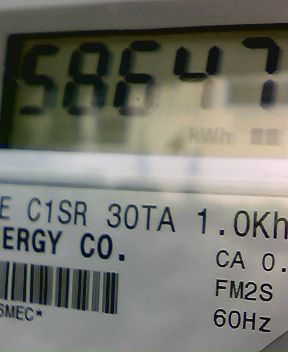 58647
kWh
E C1SR 30TA 1.0Kh
ERGY CO.
CA 0.
FM2S
60Hz
SMEC*